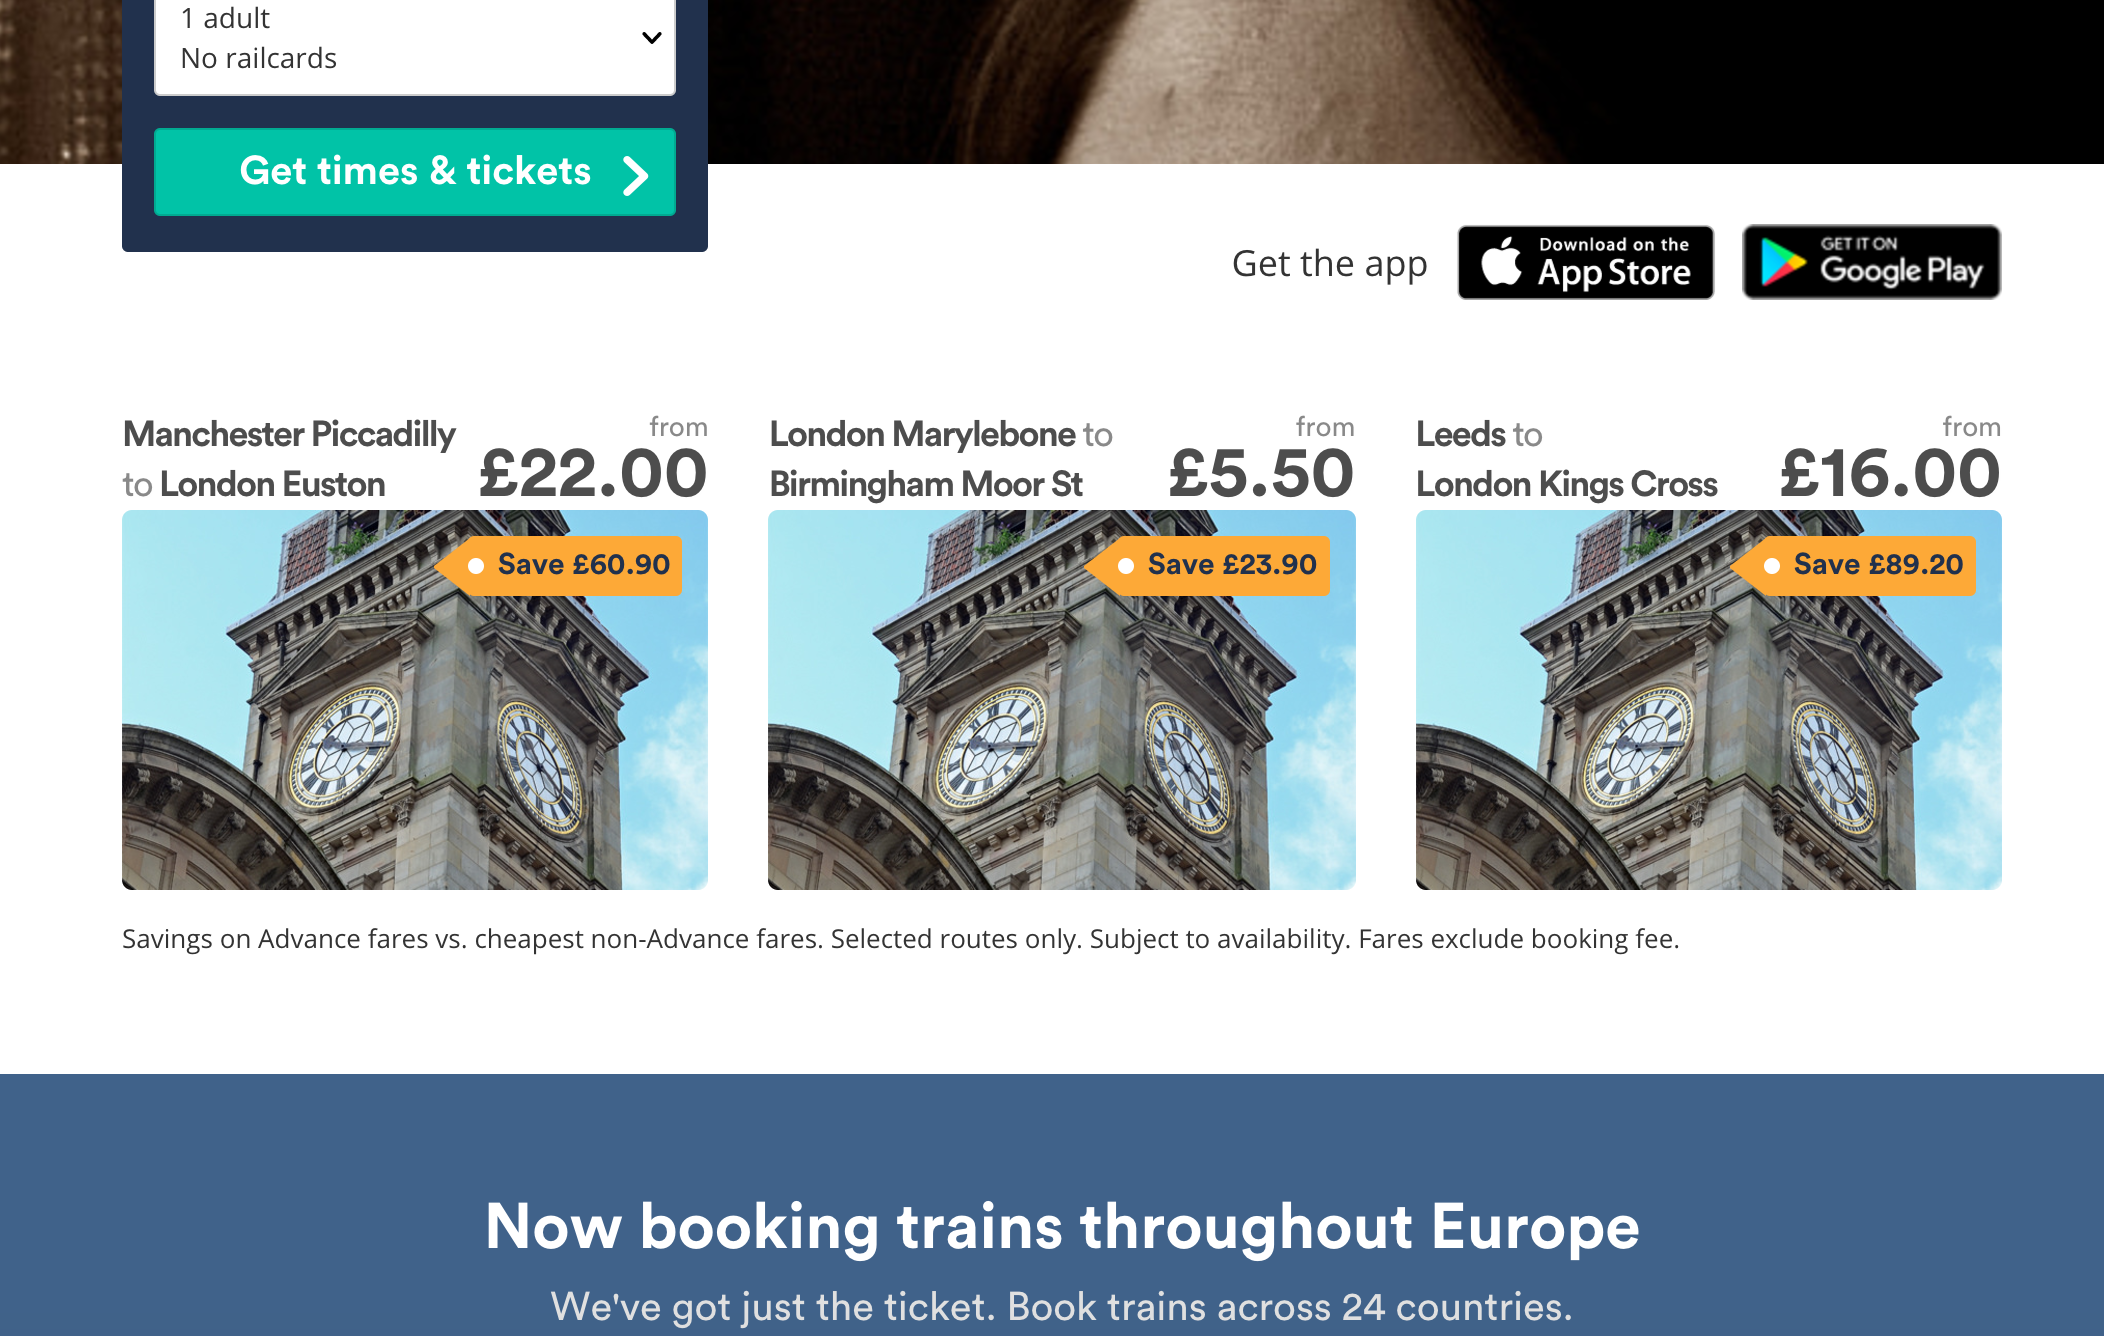 1 adult
No railcards
Get times & tickets
Get the app
Download on the
App Store
GET IT ON
Google Play
Manchester Piccadilly
to London Euston
from
£22.00
Save £60.90
London Marylebone to
Birmingham Moor St
from
£5.50
Save £23.90
Leeds to
London Kings Cross
from
£16.00
Save £89.20
Savings on Advance fares vs. cheapest non-Advance fares. Selected routes only. Subject to availability. Fares exclude booking fee.
Now booking trains throughout Europe
We've got just the ticket. Book trains across 24 countries.